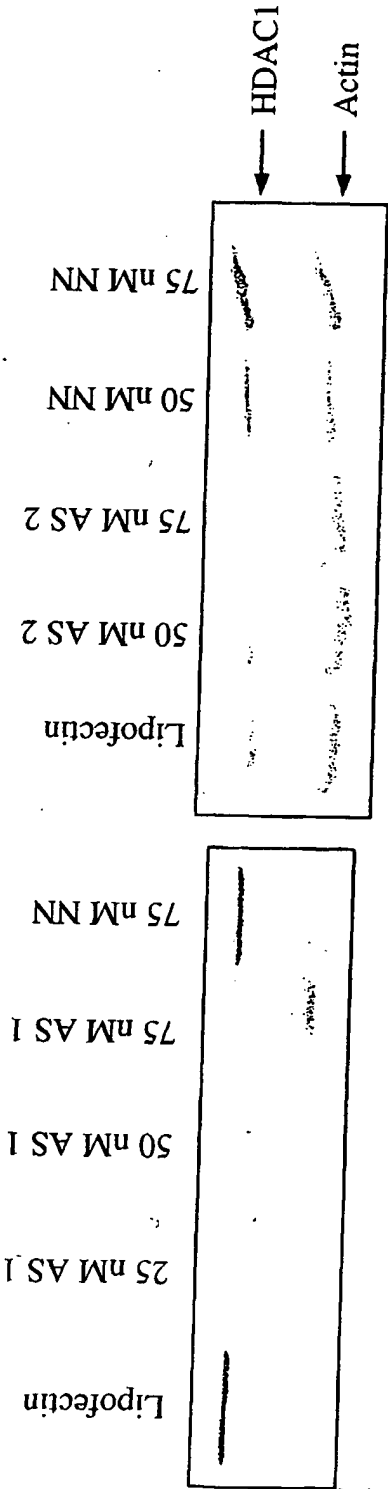 HDAC1
Actin
75 nM NN
50 nM NN
75 nM AS 2
50 nM AS 2
Lipofectin
75 nM NN
75 nM AS 1
50 nM AS 1
25 nM AS 1
Lipofectin